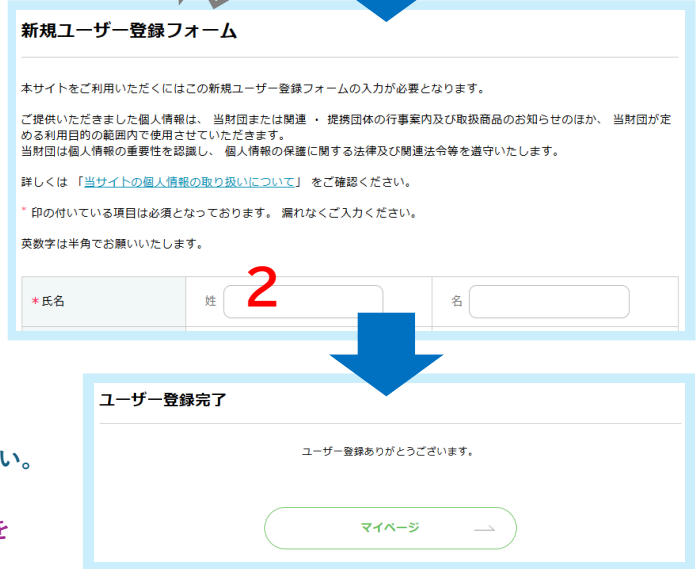 新規ユーザー登録フォーム
本サイトをご利用いただくにはこの新規ユーザー登録フォームの入力が必要となります。
ご提供いただきました個人情報は、 当財団または関連 ・ 提携団体の行事案内及び取扱商品のお知らせのほか、 当財団が定
める利用目的の範囲内で使用させていただきます。
当財団は個人情報の重要性を認識し、 個人情報の保護に関する法律及び関連法令等を遵守いたします。
詳しくは 「当サイトの個人情報の取り扱いについて」 をご確認ください。
* 印の付いている項目は必須となっております。 漏れなくご入力ください。
英数字は半角でお願いいたします。
*氏名 姓 2 名
ユーザー登録完了
ユーザー登録ありがとうございます。
い。
を
マイページ